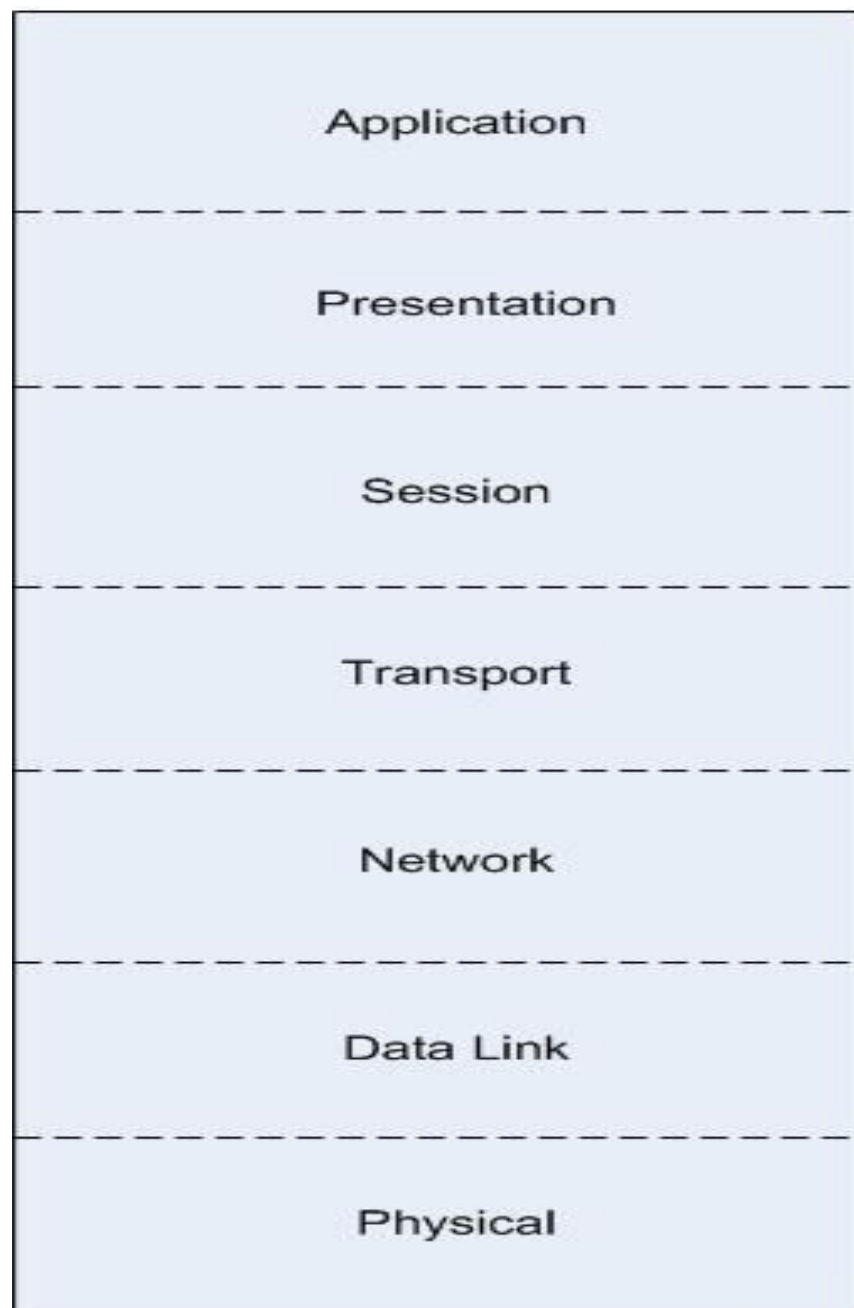 Application
Presentation
Session
Transport
Network
Data Link
Physical